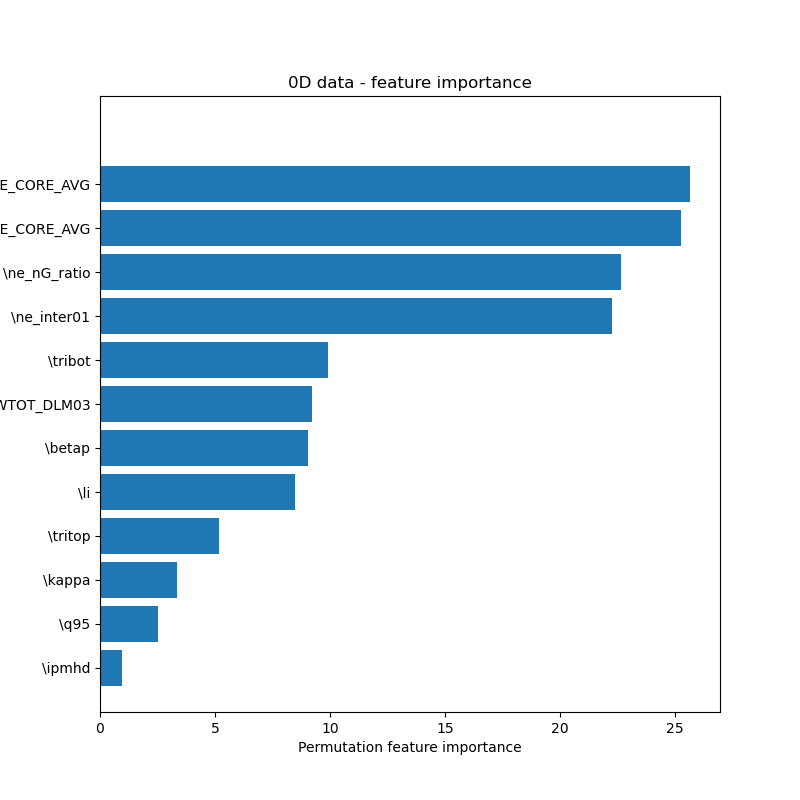 0D data - feature importance
E_CORE_AVG
E_CORE_AVG
\ne_nG_ratio
\ne_inter01
\tribot
WTOT_DLM03
\betap
\li
\tritop
\kappa
\q95
\ipmhd
0
5
10
15
20
25
Permutation feature importance